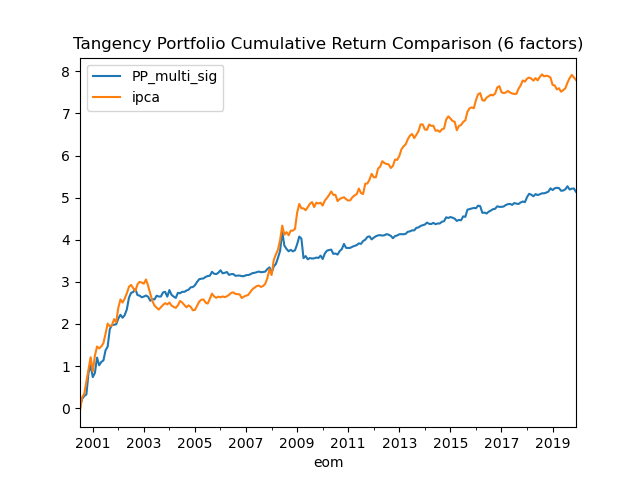 Tangency Portfolio Cumulative Return Comparison (6 factors)
PP_multi_sig
ipca
8
7
6
5
4
3
2
1
0
2001 2003 2005 2007 2009 2011 2013 2015 2017 2019
eom